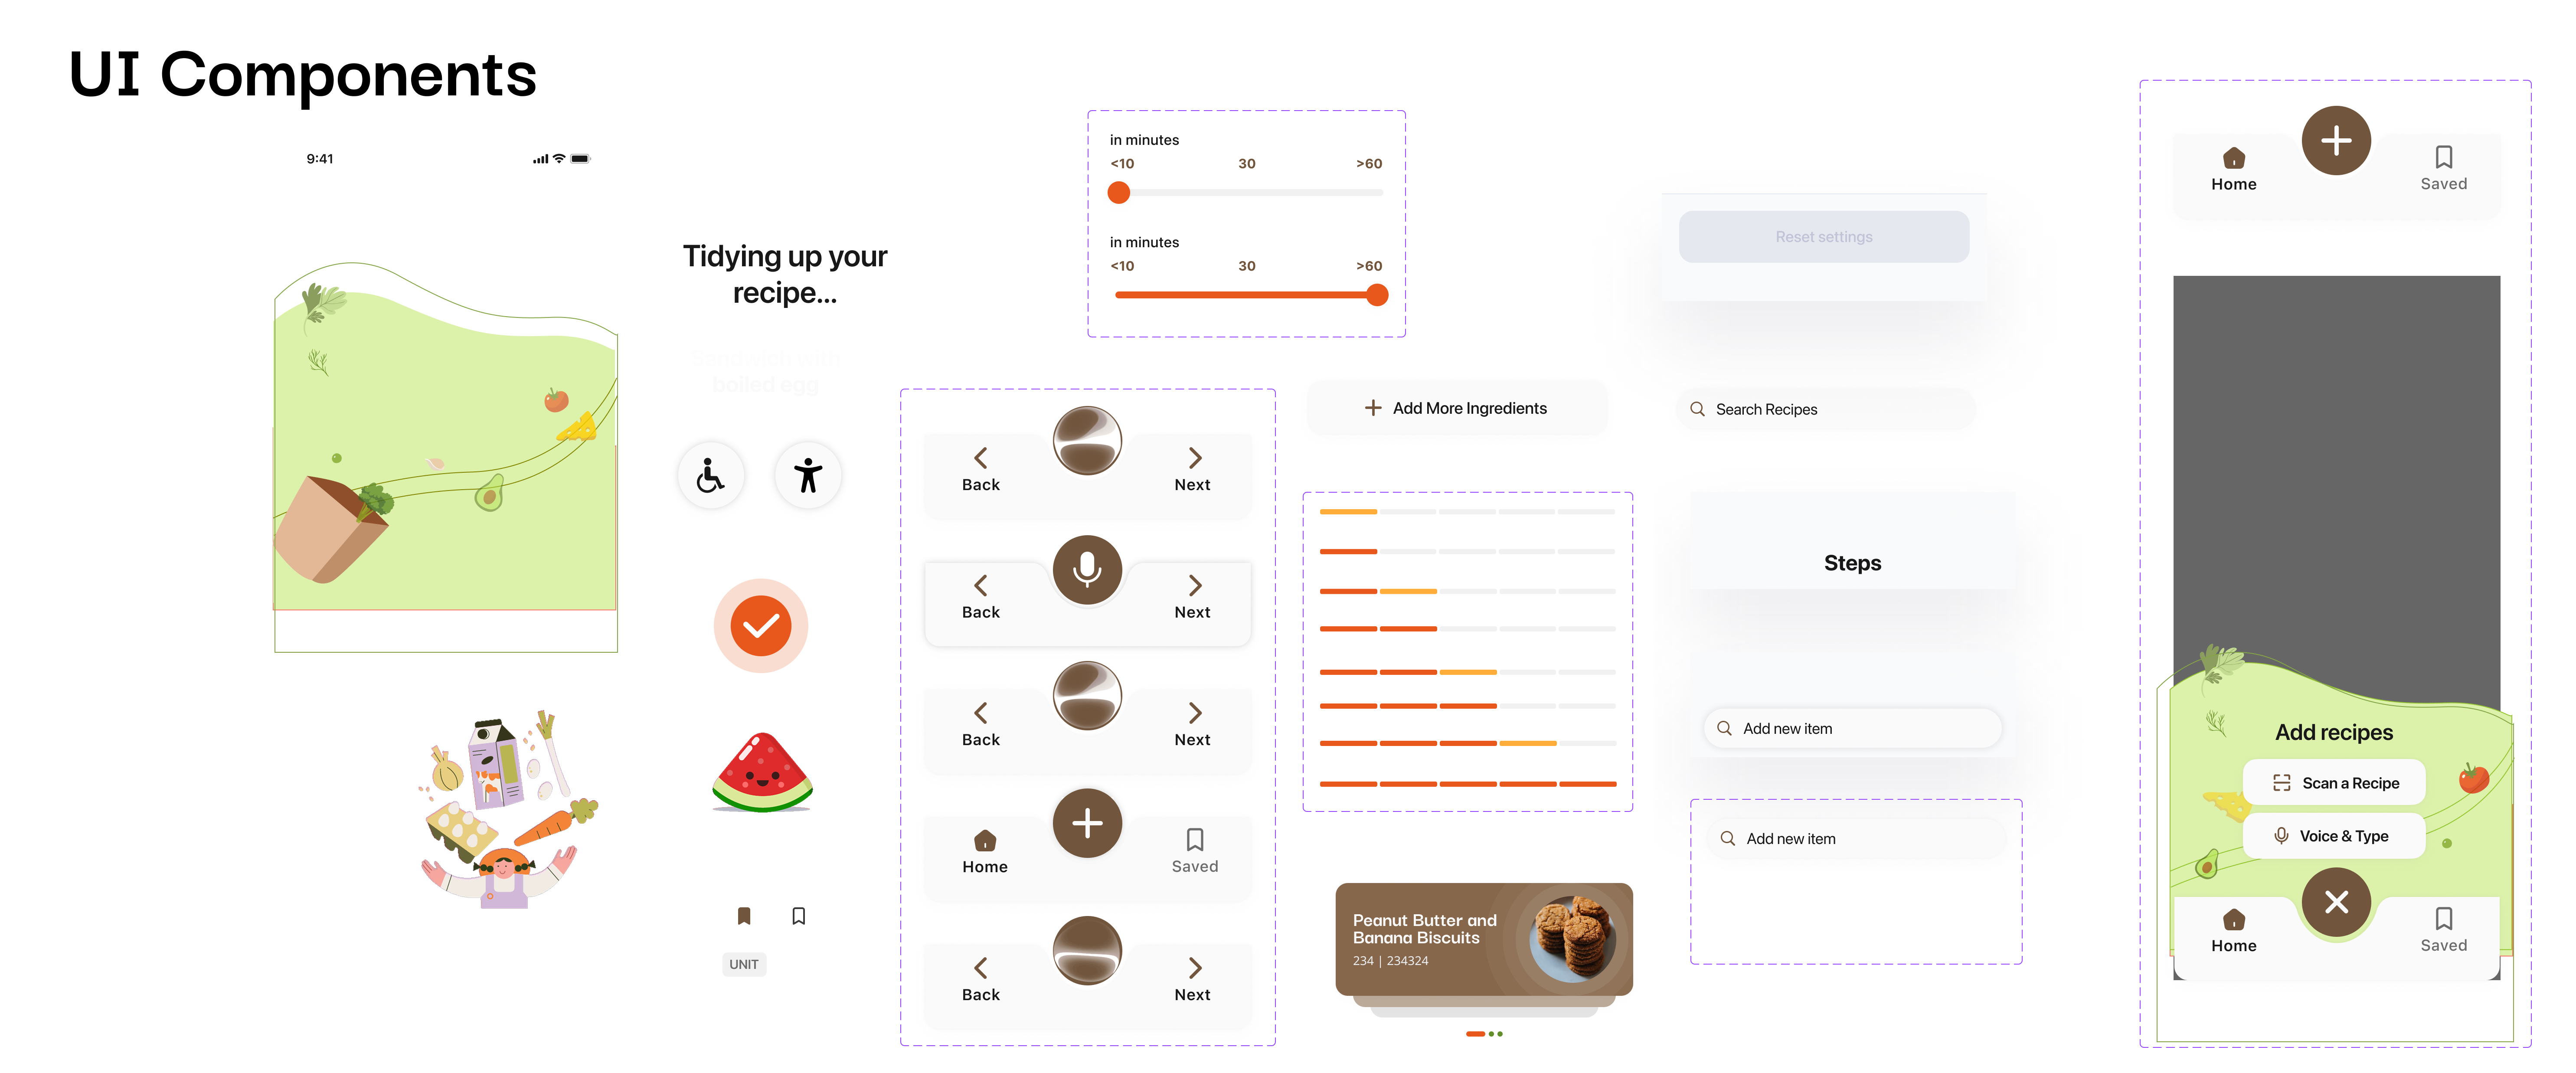 UI Components
9:41
Tidying up your
recipe...
Sandwich with
boiled egg
UNIT
in minutes
<10 30 >60
in minutes
<10 30 >60
Back Next
Back Next
Back Next
Home Saved
Back Next
Add More Ingredients
Peanut Butter and
Banana Biscuits
234 | 234324
Reset settings
Search Recipes
Steps
Add new item
Add new item
Home Saved
Add recipes
Scan a Recipe
Voice & Type
Home Saved